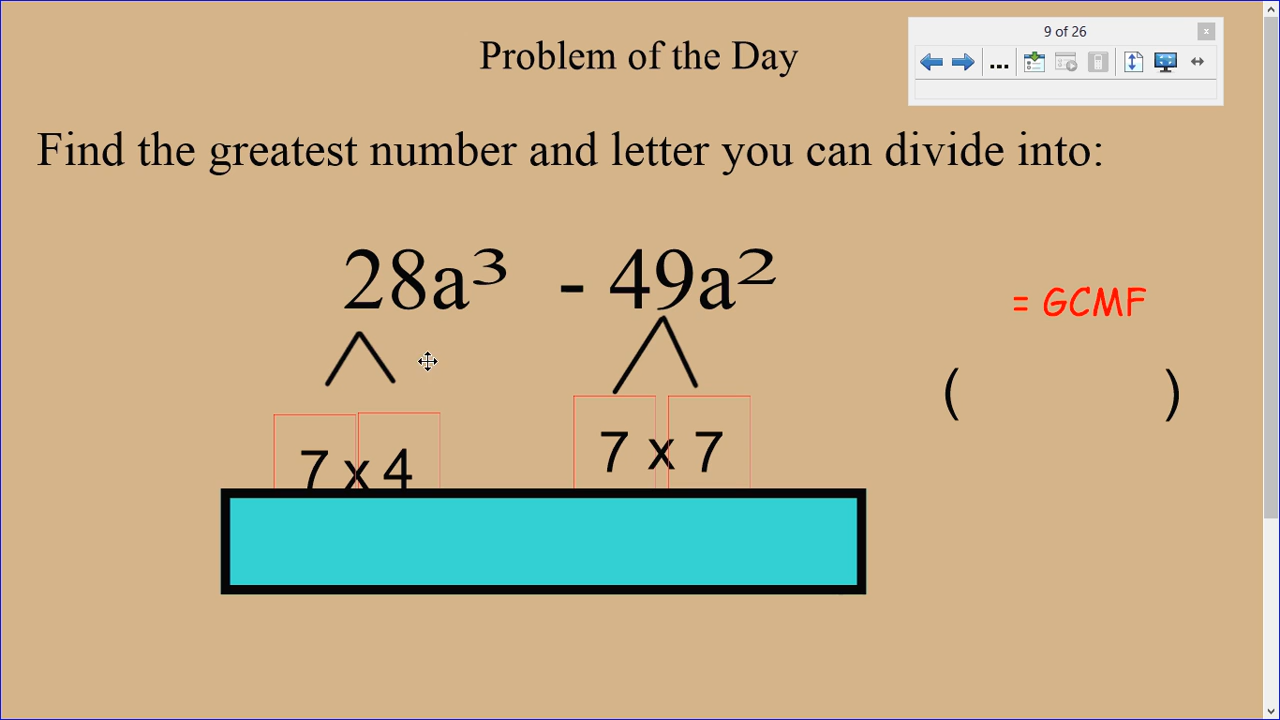 9 of 26
Problem of the Day
Find the greatest number and letter you can divide into:
28a³ - 49a²
= GCMF
( )
7 x 4
7 x 7